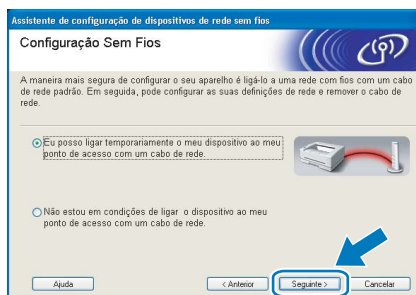 Assistente de configuração de dispositivos de rede sem fios
Configuração Sem Fios
A maneira mais segura de configurar o seu aparelho é ligá-lo a uma rede com fios com um cabo
de rede padrão. Em seguida, pode configurar as suas definições de rede e remover o cabo de
rede.
Eu posso ligar temporariamente o meu dispositivo ao meu
ponto de acesso com um cabo de rede.
Não estou em condições de ligar o dispositivo ao meu
ponto de acesso com um cabo de rede.
Ajuda
< Anterior
Seguinte >
Cancelar